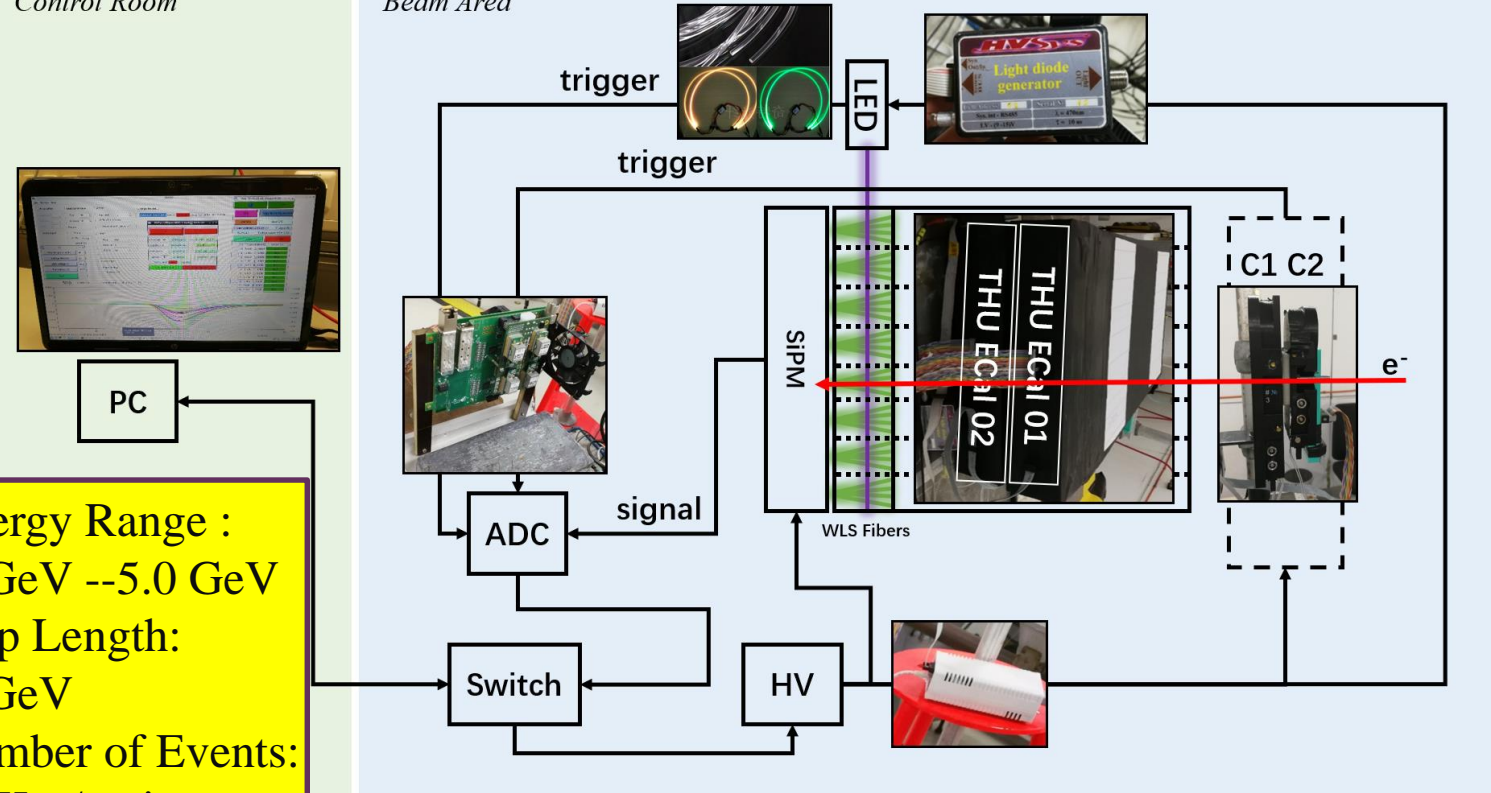 Control Room
Beam Area
trigger
LED
HVSys
Light diode
generator
trigger
C1 C2
SiPM
THU ECal 02
THU ECal 01
e-
PC
ADC
signal
WLS Fibers
ergy Range :
GeV --5.0 GeV
p Length:
GeV
mber of Events:
Switch
HV